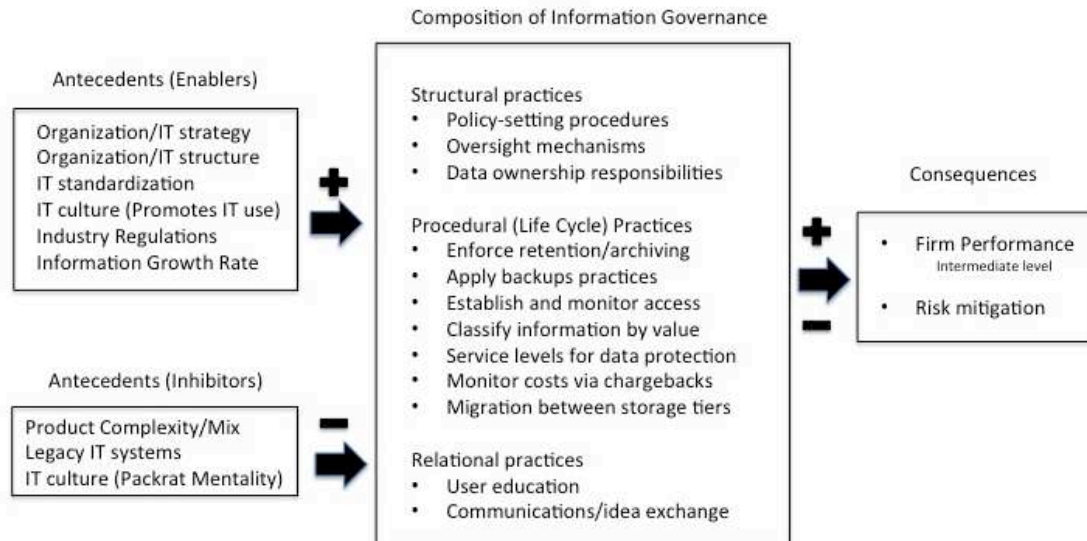 Composition of Information Governance
Antecedents (Enablers)
Organization/IT strategy
Organization/IT structure
IT standardization
IT culture (Promotes IT use)
Industry Regulations
Information Growth Rate
+
Antecedents (Inhibitors)
Product Complexity/Mix
Legacy IT systems
IT culture (Packrat Mentality)
−
Structural practices
• Policy-setting procedures
• Oversight mechanisms
• Data ownership responsibilities
Procedural (Life Cycle) Practices
• Enforce retention/archiving
• Apply backups practices
• Establish and monitor access
• Classify information by value
• Service levels for data protection
• Monitor costs via chargebacks
• Migration between storage tiers
Relational practices
• User education
• Communications/idea exchange
+
−
Consequences
• Firm Performance
Intermediate level
• Risk mitigation